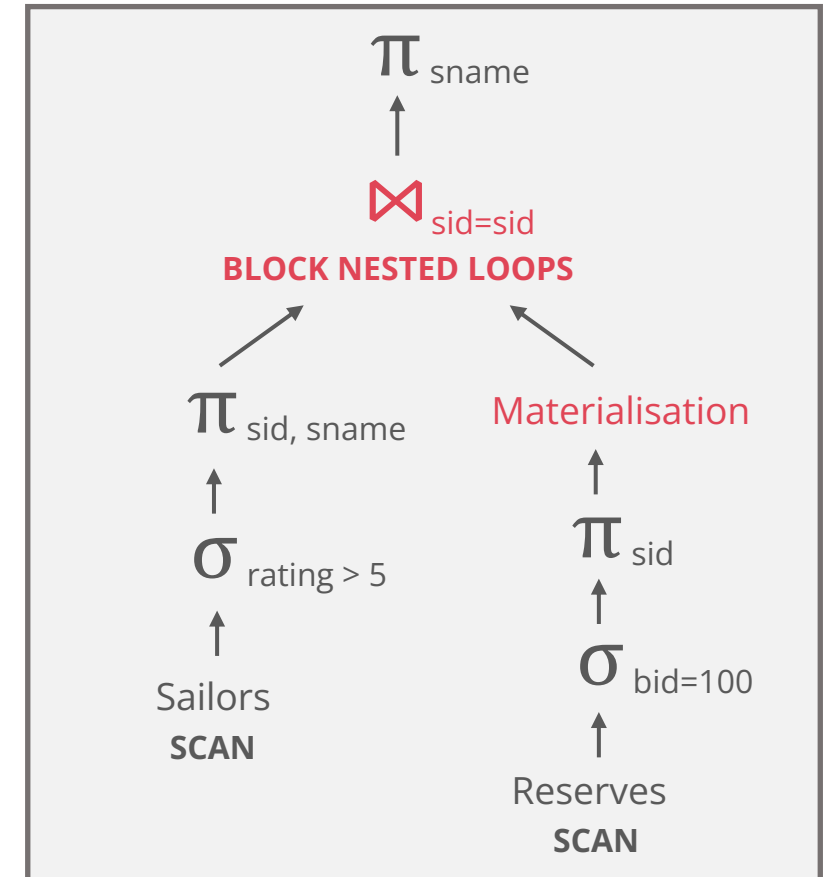 π sname
⋈ sid=sid
BLOCK NESTED LOOPS
π sid, sname
σ rating > 5
Sailors
SCAN
Materialisation
π sid
σ bid=100
Reserves
SCAN